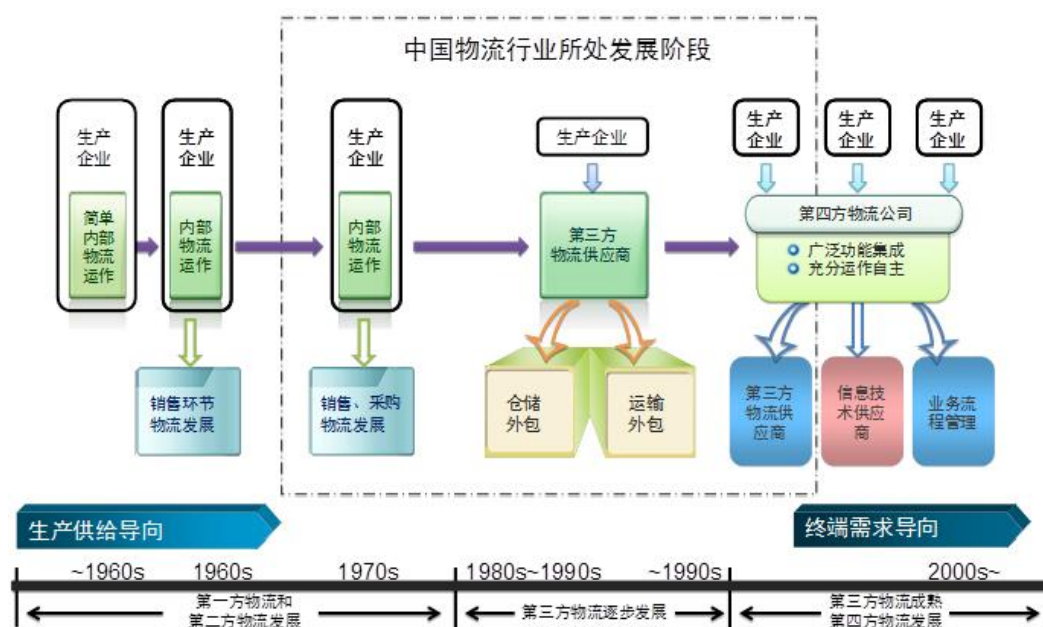 中国物流行业所处发展阶段
生产
企业
简单
内部
物流
运作
生产
企业
内部
物流
运作
销售环节
物流发展
生产
企业
内部
物流
运作
销售、采购
物流发展
生产企业
第三方
物流供应商
仓储
外包
运输
外包
生产
企业
生产
企业
生产
企业
第四方物流公司
广泛功能集成
充分运作自主
第三方
物流供
应商
信息技
术供应
商
业务流
程管理
生产供给导向
终端需求导向
~1960s
1960s
1970s
1980s~1990s
~1990s
2000s~
第一方物流和
第二方物流发展
第三方物流逐步发展
第三方物流成熟
第四方物流发展